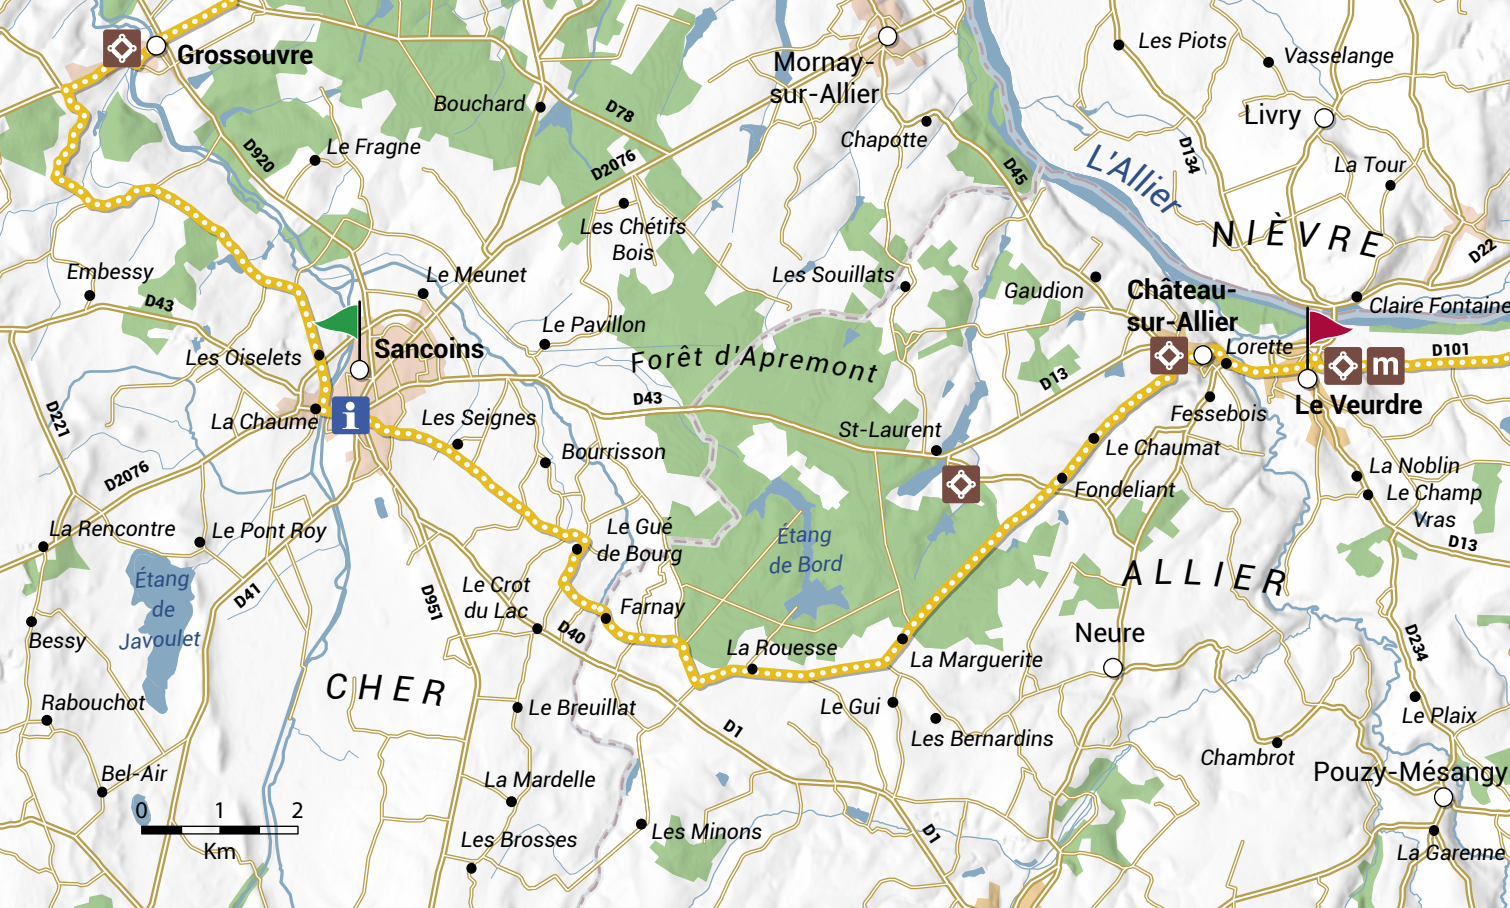 Grossouvre
Mornay-
sur-Allier
Les Piots
Vasselange
Bouchard
D78
Livry
Chapotte
D920
Le Fragne
D2076
D45
L'Allier
D134
La Tour
Les Chétifs
Bois
NIÈVRE
D22
Embessy
D43
Le Meunet
Les Souillats
Gaudion
Château-
sur-Allier
Claire Fontaine
Le Pavillon
Les Oiselets
Sancoins
Forêt d'Apremont
Lorette
m
D101
D13
D221
La Chaume
i
Les Seignes
D43
St-Laurent
Fessebois
Le Veurdre
Bourrisson
Le Chaumat
D2076
Fondeliant
La Noblin
Le Champ
Vras
La Rencontre
Le Pont Roy
Le Gué
de Bourg
Étang
de Bord
D13
Étang
de
Javoulet
D41
D951
Le Crot
du Lac
D40
Farnay
ALLIER
Bessy
La Rouesse
La Marguerite
Neure
D234
CHER
Rabouchot
Le Breuillat
D1
Le Gui
Les Bernardins
Le Plaix
Chambrot
Bel-Air
La Mardelle
Pouzy-Mésangy
0 1 2
Km
Les Brosses
Les Minons
D1
La Garenne